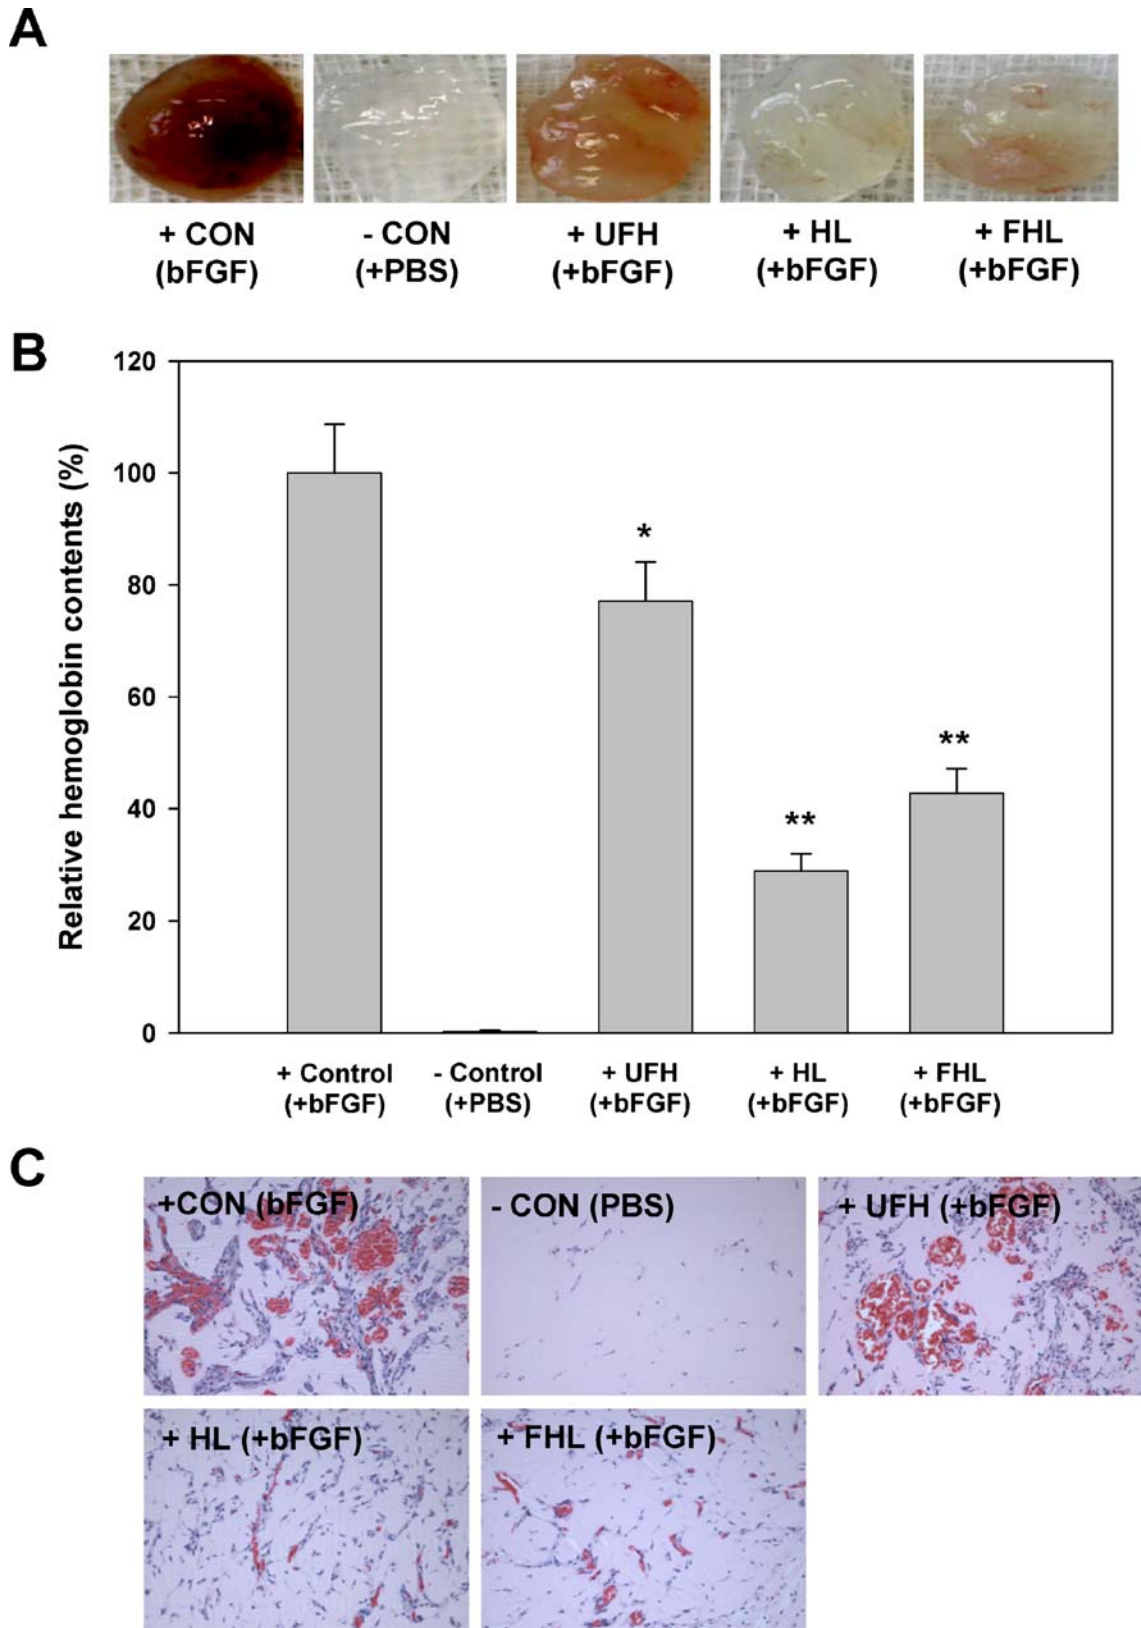 A
+ CON
(bFGF)
- CON
(+PBS)
+ UFH
(+bFGF)
+ HL
(+bFGF)
+ FHL
(+bFGF)
B
Relative hemoglobin contents (%)
120
100
80
60
40
20
0
*
**
**
+ Control
(+bFGF)
- Control
(+PBS)
+ UFH
(+bFGF)
+ HL
(+bFGF)
+ FHL
(+bFGF)
C
+CON (bFGF)
- CON (PBS)
+ UFH (+bFGF)
+ HL (+bFGF)
+ FHL (+bFGF)